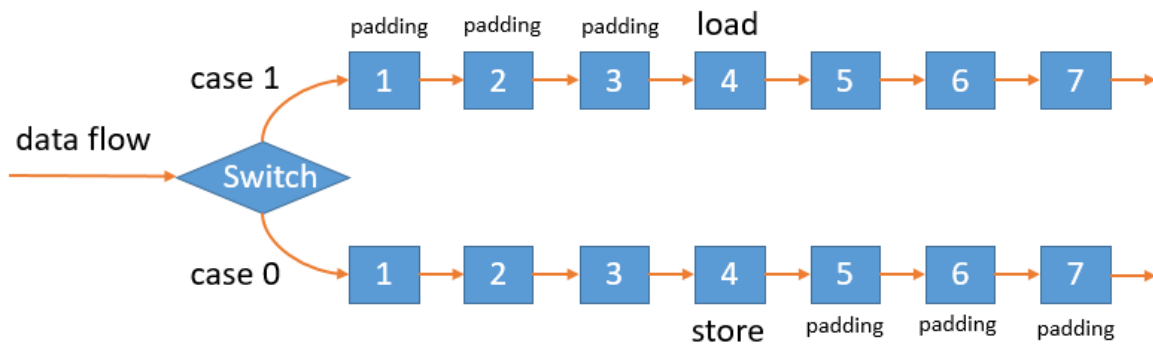 padding padding padding load
case 1 1 2 3 4 5 6 7
data flow
Switch
case 0 1 2 3 4 5 6 7
store padding padding padding